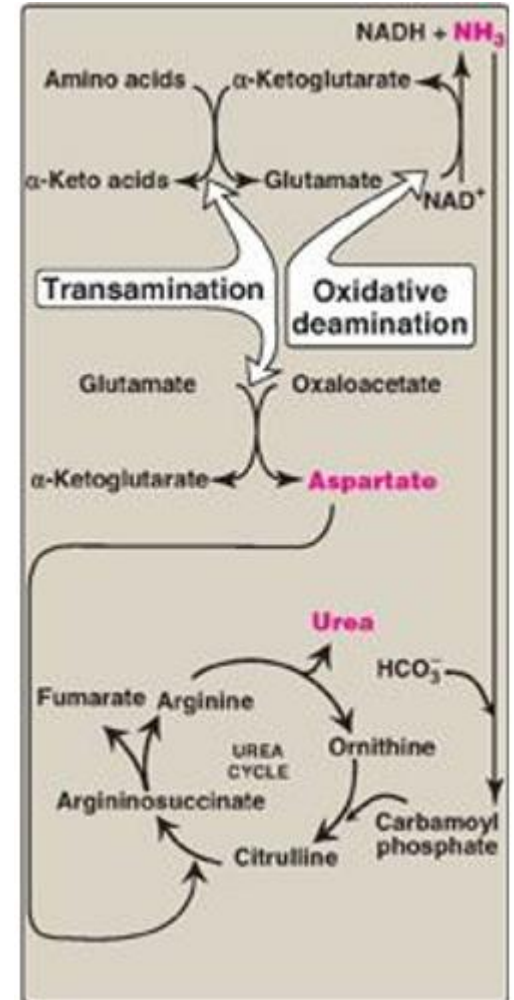 NADH + NH3
Amino acids α-Ketoglutarate
α-Keto acids Glutamate
NAD+
Transamination
Oxidative
deamination
Glutamate Oxaloacetate
α-Ketoglutarate Aspartate
Urea
HCO3-
Fumarate Arginine
UREA
CYCLE
Ornithine
Argininosuccinate
Carbamoyl
phosphate
Citrulline